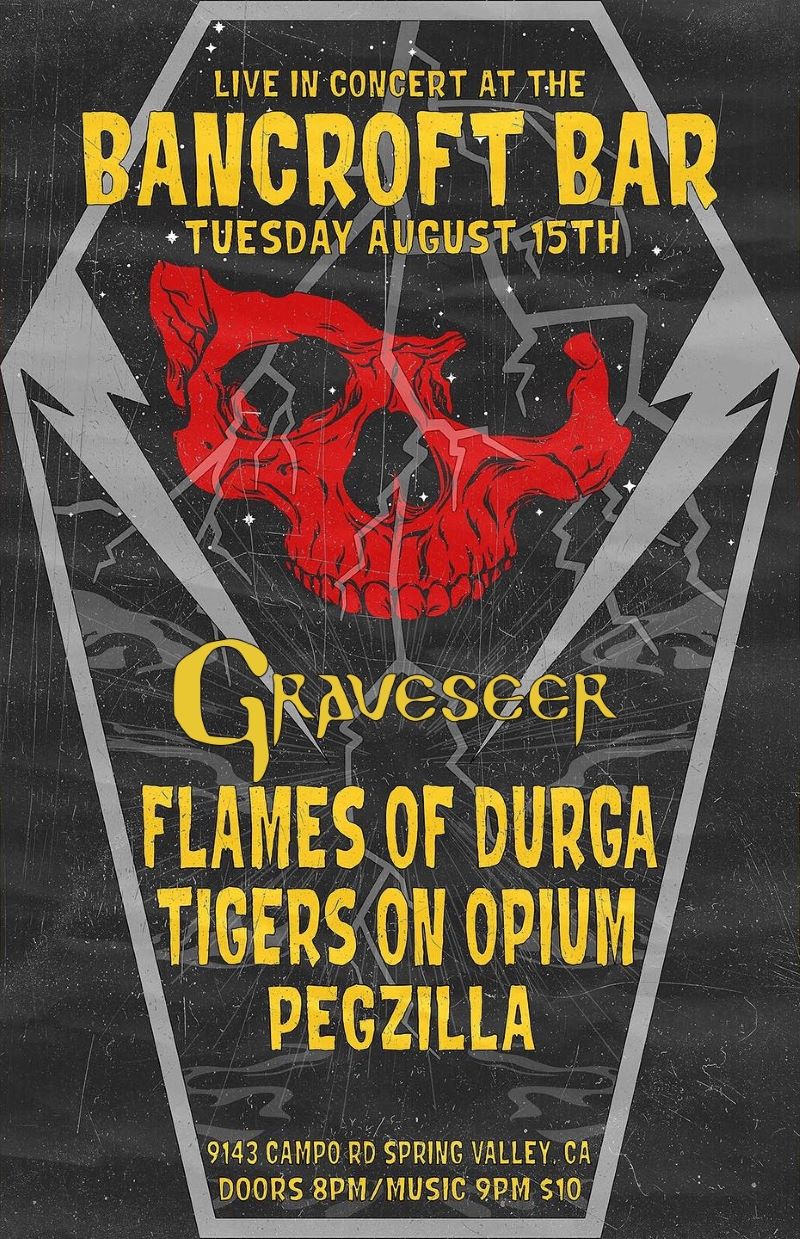 LIVE IN CONCERT AT THE
BANCROFT BAR
TUESDAY AUGUST 15TH
GRAVESEER
FLAMES OF DURGA
TIGERS ON OPIUM
PEGZILLA
9143 CAMPO RD SPRING VALLEY, CA
DOORS 8PM/MUSIC 9PM $10